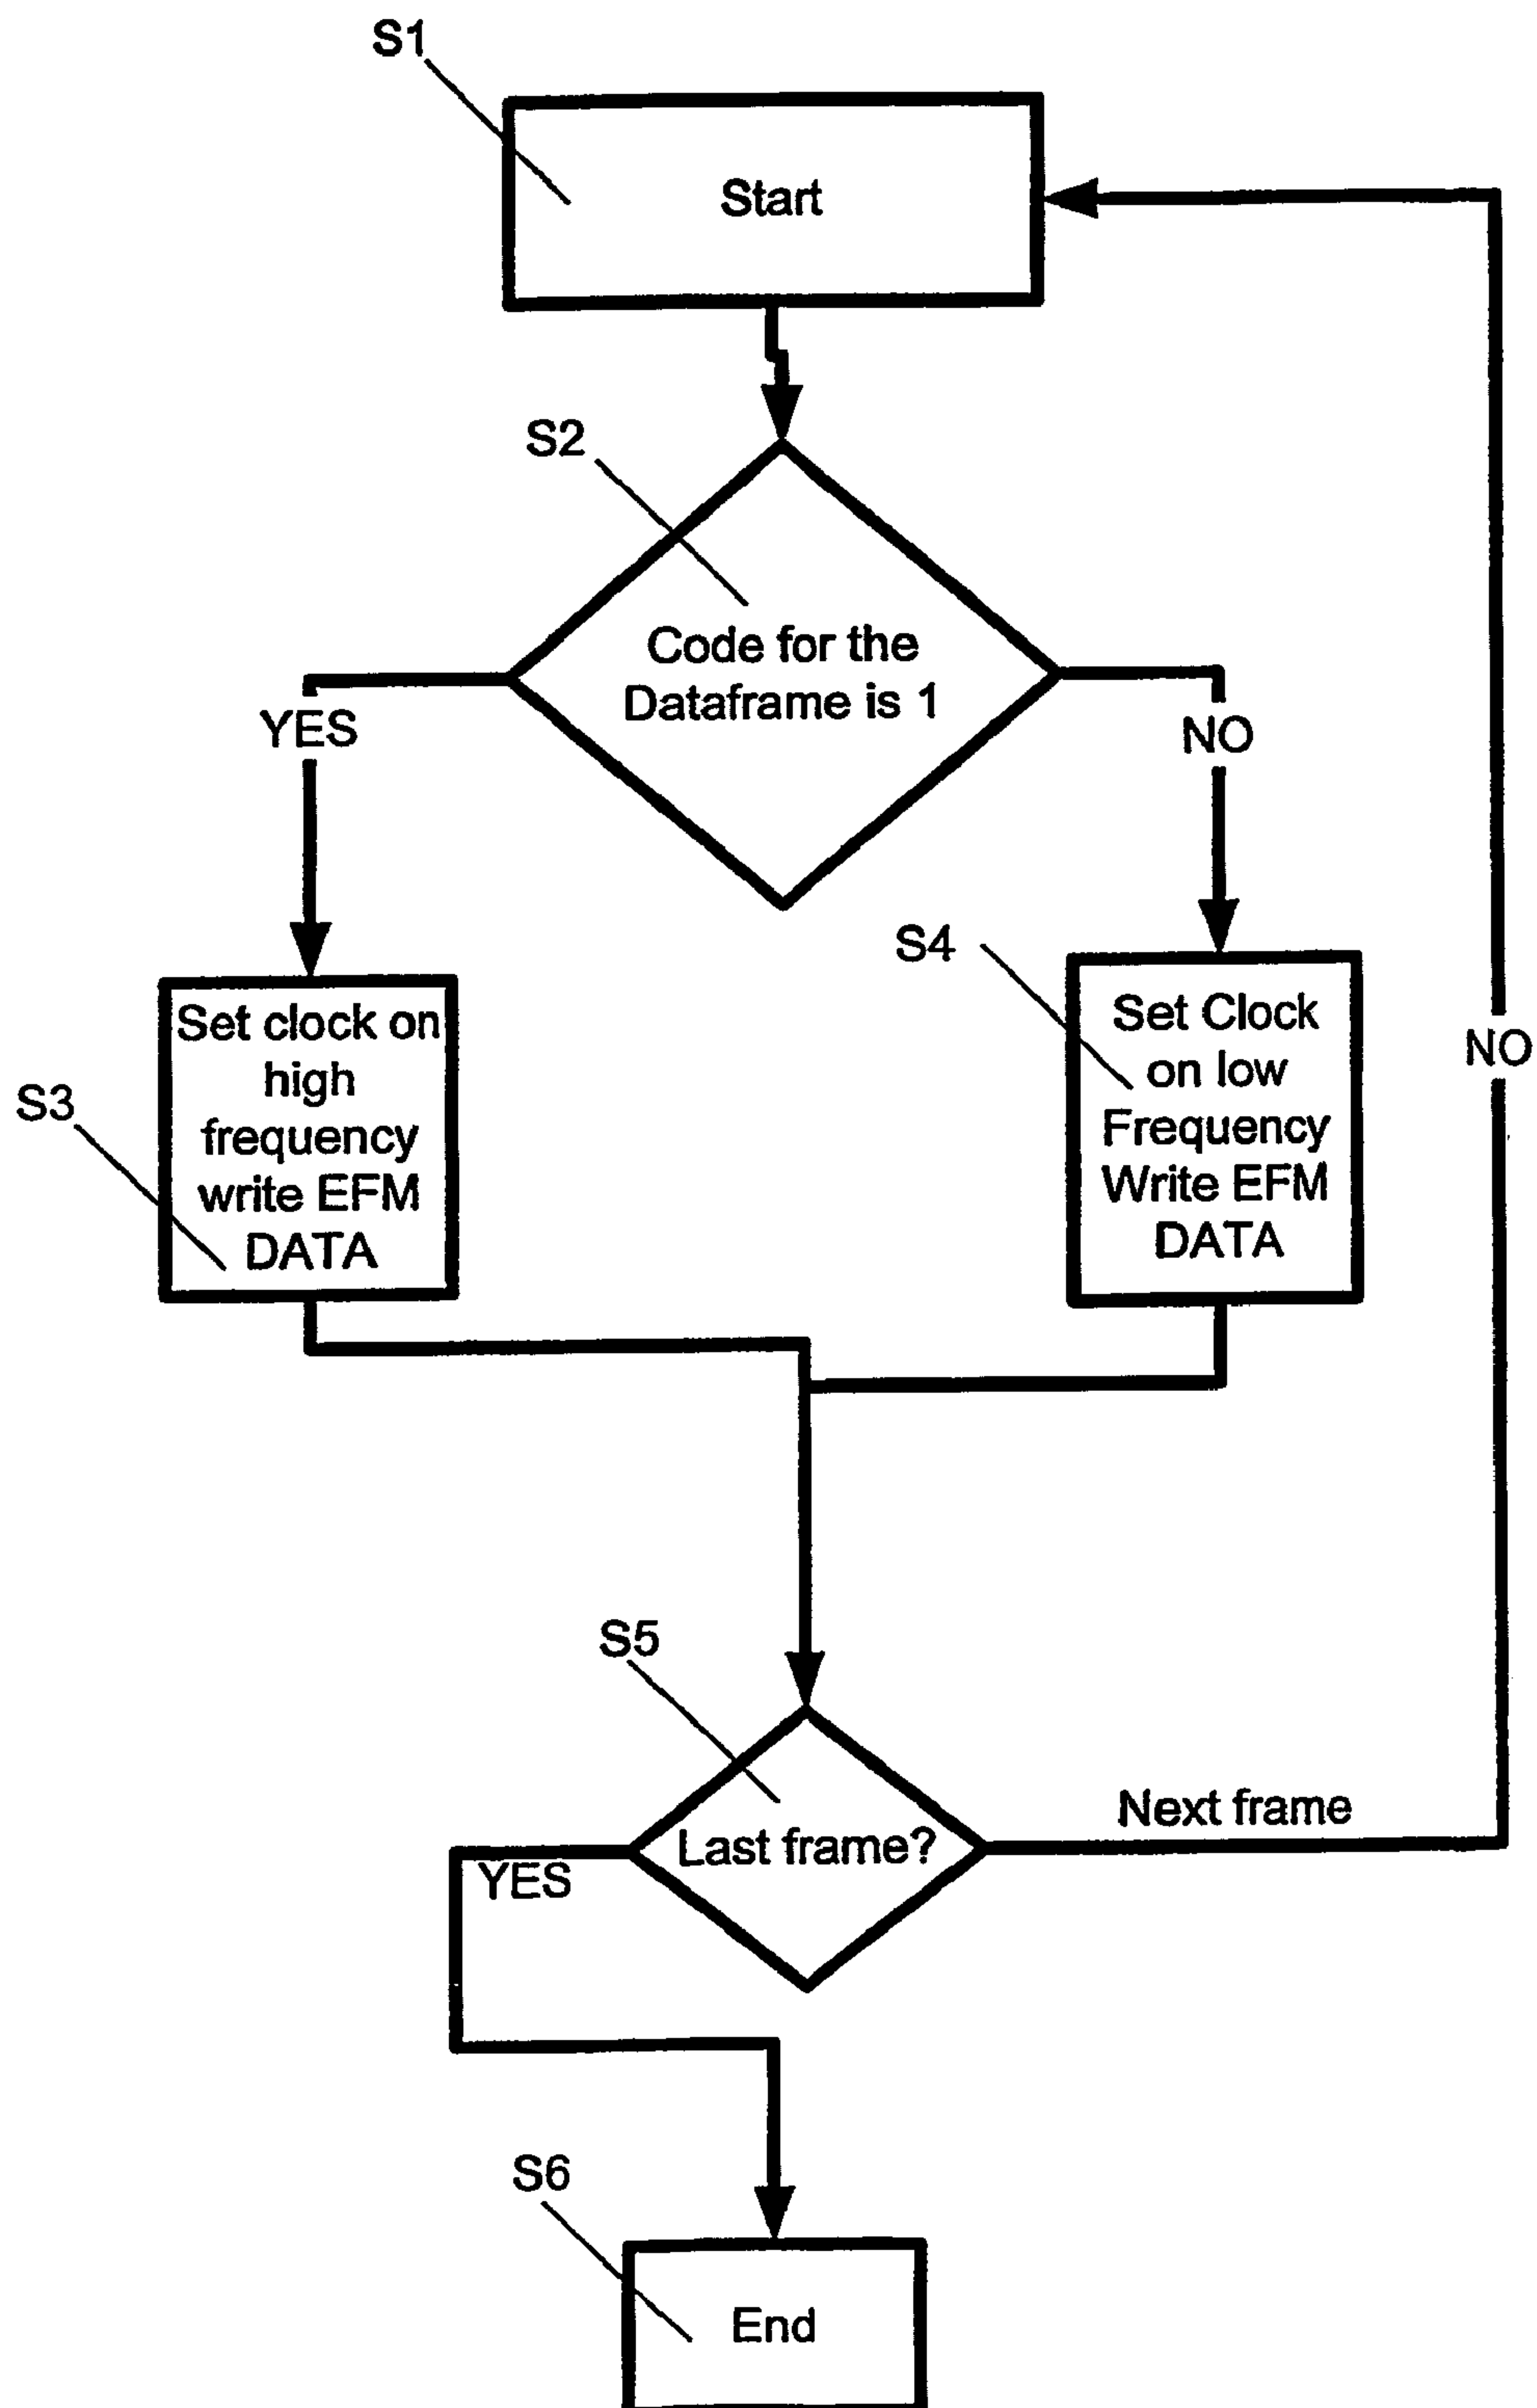 S1
Start
S2
Code for the
Dataframe is 1
YES
NO
S3
Set clock on
high
frequency
write EFM
DATA
S4
Set Clock
on low
Frequency
Write EFM
DATA
NO
S5
Last frame?
Next frame
YES
S6
End